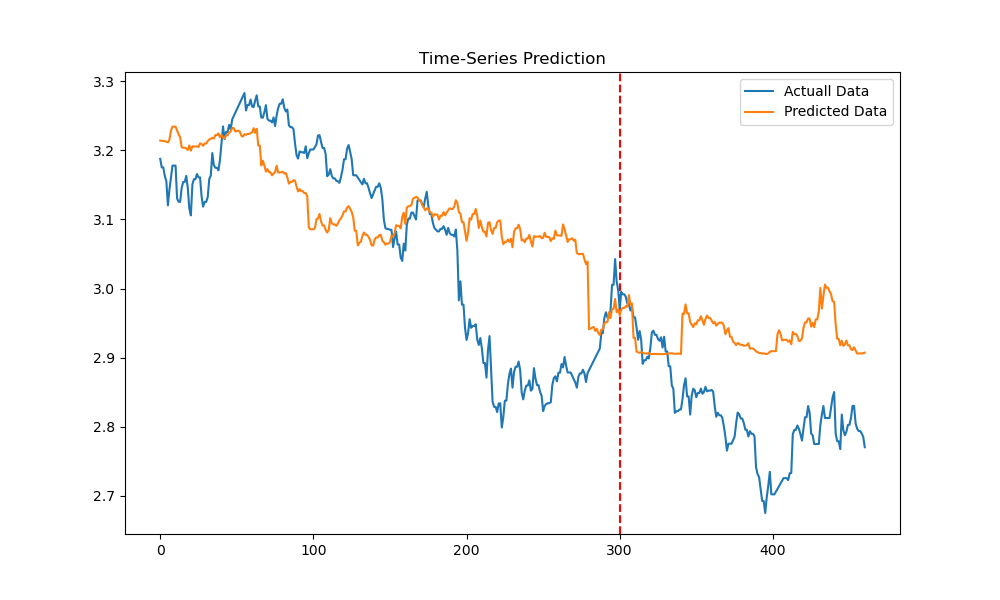 Time-Series Prediction
Actuall Data
Predicted Data
3.3
3.2
3.1
3.0
2.9
2.8
2.7
0 100 200 300 400